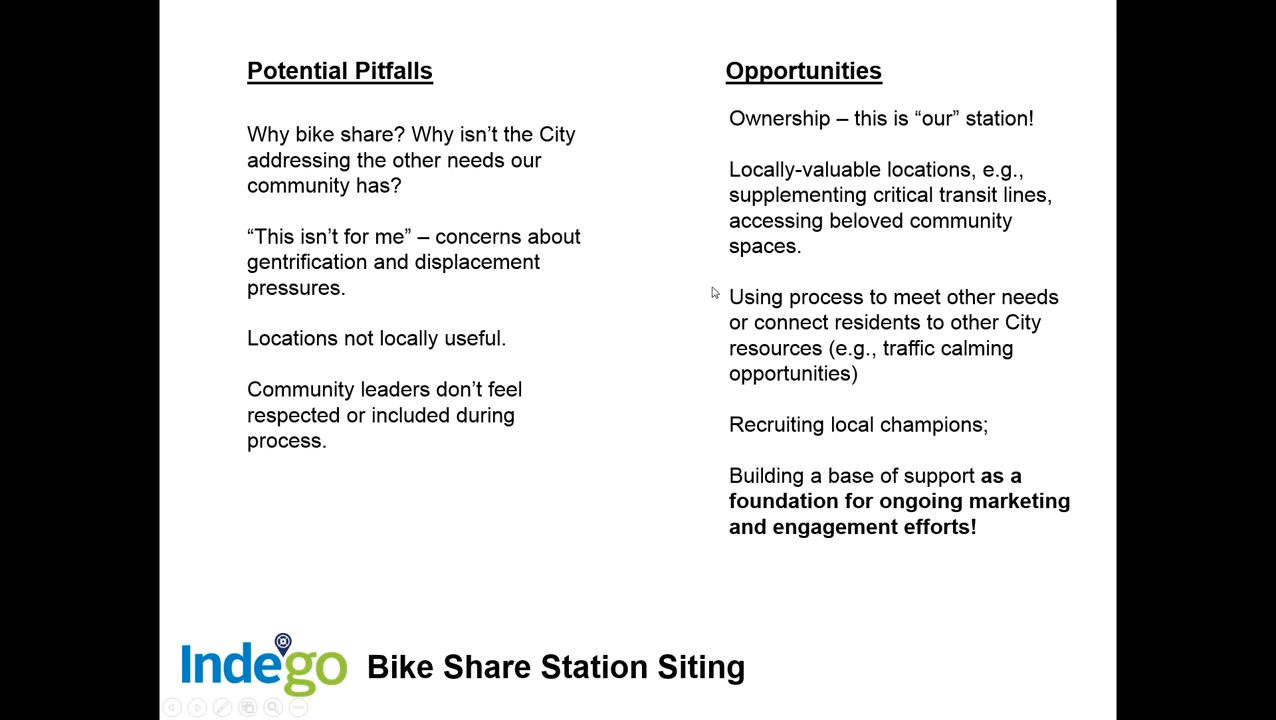 Potential Pitfalls
Why bike share? Why isn’t the City
addressing the other needs our
community has?
“This isn’t for me” – concerns about
gentrification and displacement
pressures.
Locations not locally useful.
Community leaders don’t feel
respected or included during
process.
Opportunities
Ownership – this is “our” station!
Locally-valuable locations, e.g.,
supplementing critical transit lines,
accessing beloved community
spaces.
Using process to meet other needs
or connect residents to other City
resources (e.g., traffic calming
opportunities)
Recruiting local champions;
Building a base of support as a
foundation for ongoing marketing
and engagement efforts!
Indego Bike Share Station Siting